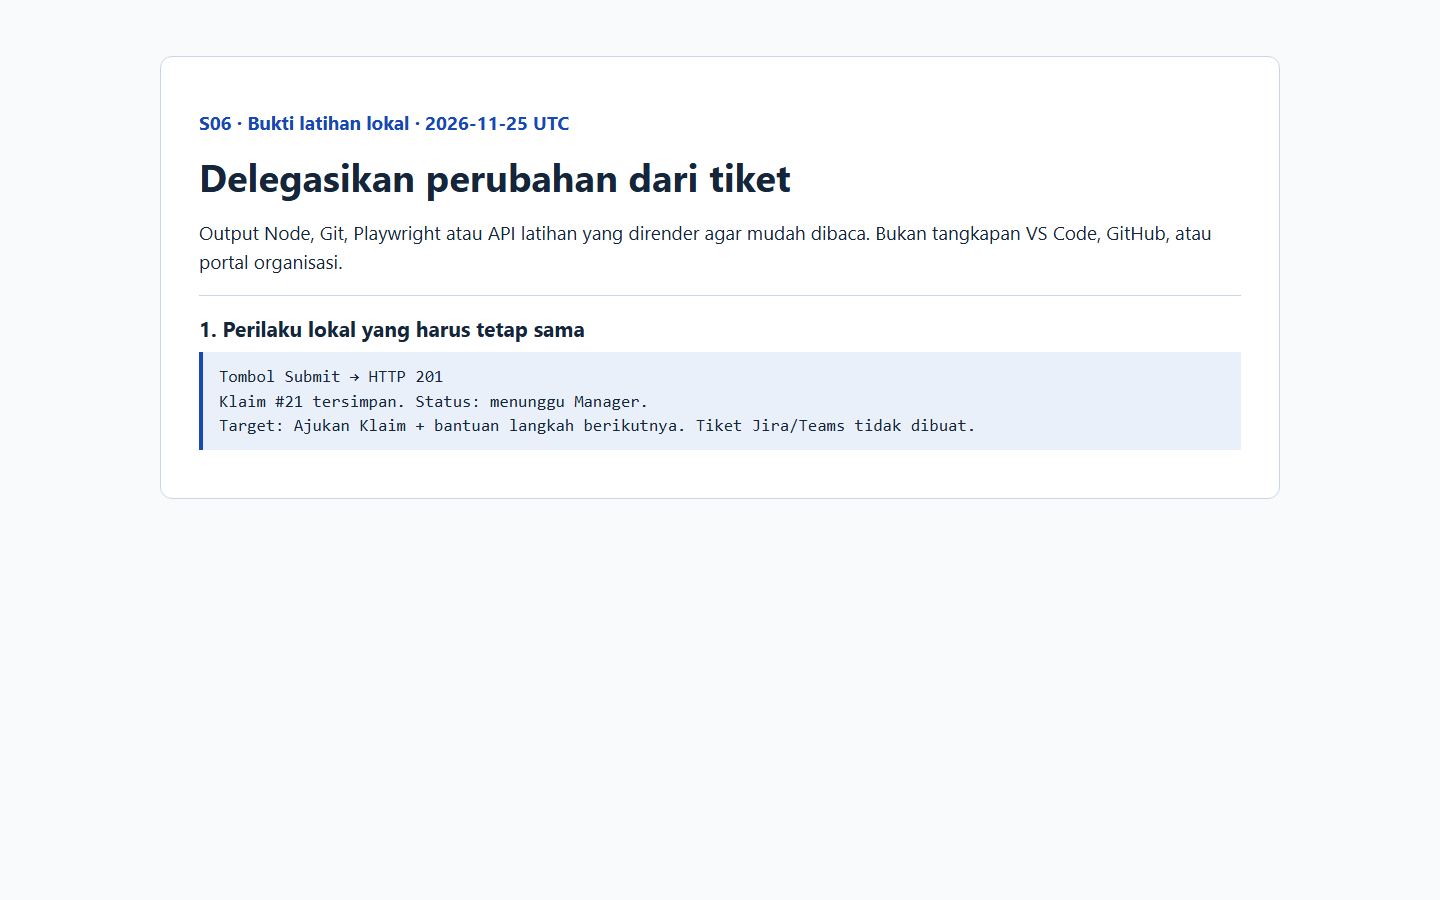 S06 · Bukti latihan lokal · 2026-11-25 UTC
Delegasikan perubahan dari tiket
Output Node, Git, Playwright atau API latihan yang dirender agar mudah dibaca. Bukan tangkapan VS Code, GitHub, atau
portal organisasi.
1. Perilaku lokal yang harus tetap sama
Tombol Submit → HTTP 201
Klaim #21 tersimpan. Status: menunggu Manager.
Target: Ajukan Klaim + bantuan langkah berikutnya. Tiket Jira/Teams tidak dibuat.